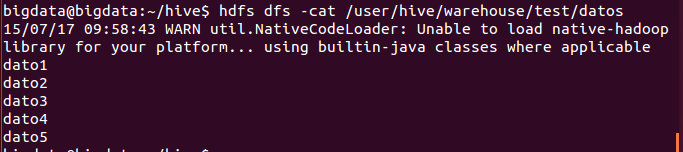 bigdata@bigdata:~/hive$ hdfs dfs -cat /user/hive/warehouse/test/datos
15/07/17 09:58:43 WARN util.NativeCodeLoader: Unable to load native-hadoop
library for your platform... using builtin-java classes where applicable
dato1
dato2
dato3
dato4
dato5
bigdata@bigdata:~/hive$